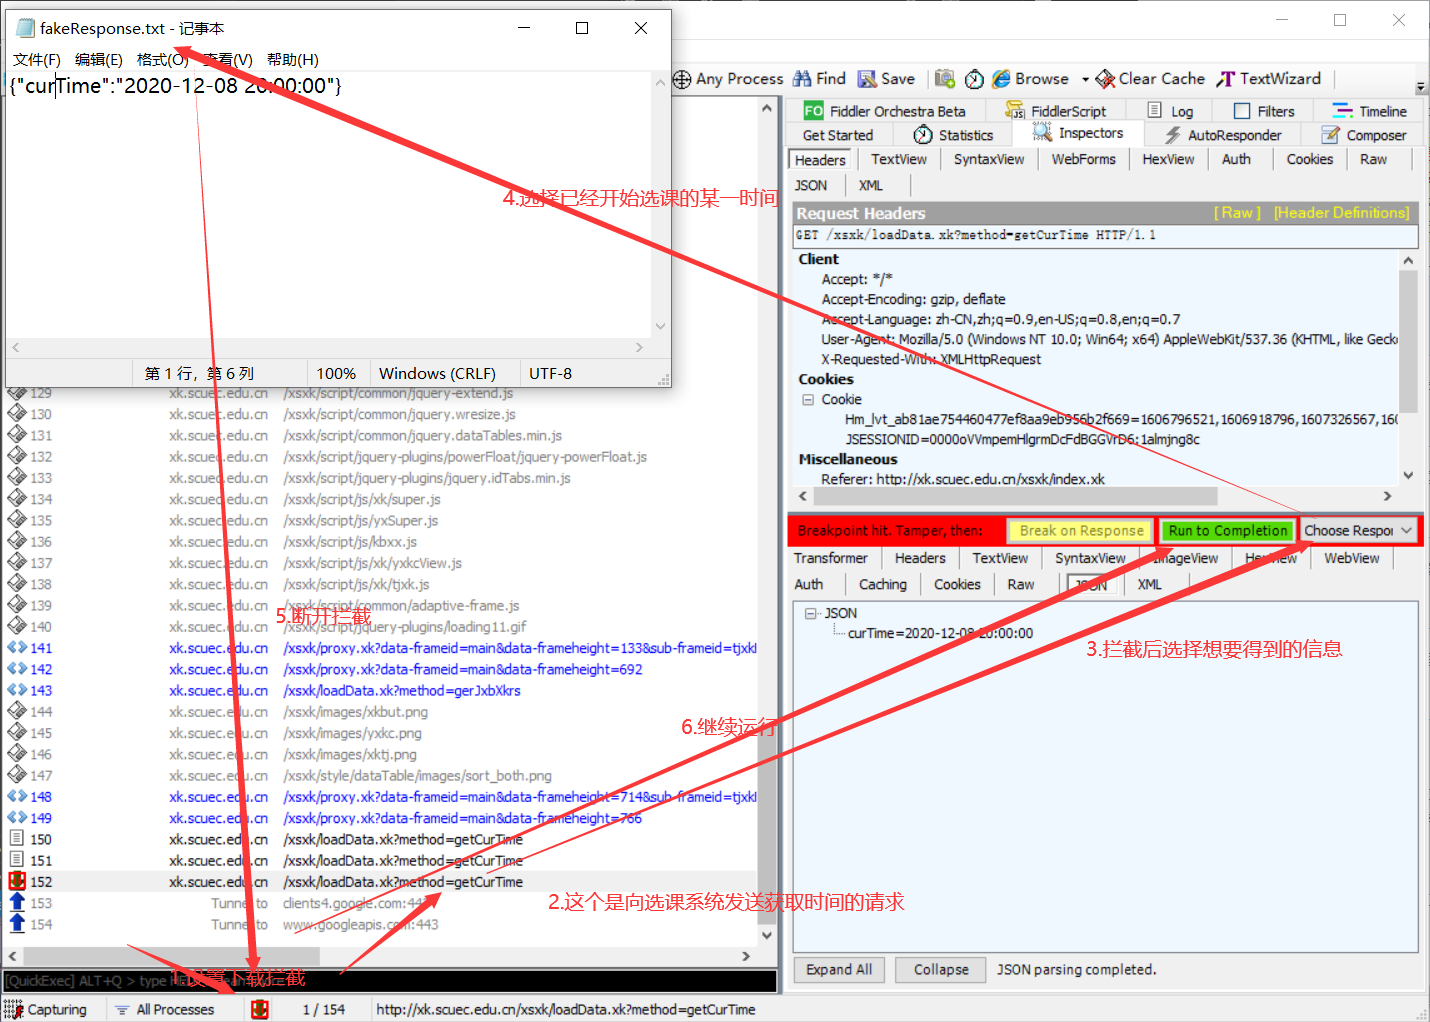 fakeResponse.txt - 记事本
文件(F) 编辑(E) 格式(O) 查看(V) 帮助(H)
{"curTime":"2020-12-08 20:00:00"}
第 1 行，第 6 列 100% Windows (CRLF) UTF-8
Any Process Find Save Browse Clear Cache TextWizard
FO Fiddler Orchestra Beta FiddlerScript Log Filters Timeline
Get Started Statistics Inspectors AutoResponder Composer
Headers TextView SyntaxView WebForms HexView Auth Cookies Raw
JSON XML
4.选择已经开始选课的某一时间
Request Headers [ Raw ] [Header Definitions]
GET /xsxk/loadData.xk?method=getCurTime HTTP/1.1
Client
Accept: */*
Accept-Encoding: gzip, deflate
Accept-Language: zh-CN,zh;q=0.9,en-US;q=0.8,en;q=0.7
User-Agent: Mozilla/5.0 (Windows NT 10.0; Win64; x64) AppleWebKit/537.36 (KHTML, like Geck
X-Requested-With: XMLHttpRequest
Cookies
Cookie
Hm_lvt_ab81ae754460477ef8aa9eb956b2f669=1606796521,1606918796,1607326567,160
JSESSIONID=0000oVVmpemHlgrmDcFdBGGVrD6:1almjng8c
Miscellaneous
Referer: http://xk.scuec.edu.cn/xsxk/index.xk
Breakpoint hit. Tamper, then: Break on Response Run to Completion Choose Respor
Transformer Headers TextView SyntaxView ImageView HexView WebView
Auth Caching Cookies Raw JSON XML
JSON
curTime=2020-12-08 20:00:00
3.拦截后选择想要得到的信息
129 xk.scuec.edu.cn /xsxk/script/common/jquery-extend.js
130 xk.scuec.edu.cn /xsxk/script/common/jquery.wresize.js
131 xk.scuec.edu.cn /xsxk/script/common/jquery.dataTables.min.js
132 xk.scuec.edu.cn /xsxk/script/jquery-plugins/powerFloat/jquery-powerFloat.js
133 xk.scuec.edu.cn /xsxk/script/jquery-plugins/jquery.idTabs.min.js
134 xk.scuec.edu.cn /xsxk/script/js/xk/super.js
135 xk.scuec.edu.cn /xsxk/script/js/yxSuper.js
136 xk.scuec.edu.cn /xsxk/script/js/kbxx.js
137 xk.scuec.edu.cn /xsxk/script/js/xk/yxkcView.js
138 xk.scuec.edu.cn /xsxk/script/js/xk/tjxk.js
139 xk.scuec.edu.cn /xsxk/script/common/adaptive-frame.js
5.断开拦截
140 xk.scuec.edu.cn /xsxk/script/jquery-plugins/loading11.gif
141 xk.scuec.edu.cn /xsxk/proxy.xk?data-frameid=main&data-frameheight=133&sub-frameid=tjxkl
142 xk.scuec.edu.cn /xsxk/proxy.xk?data-frameid=main&data-frameheight=692
143 xk.scuec.edu.cn /xsxk/loadData.xk?method=gerJxbXkrs
144 xk.scuec.edu.cn /xsxk/images/xkbut.png
145 xk.scuec.edu.cn /xsxk/images/yxkc.png
6.继续运行
146 xk.scuec.edu.cn /xsxk/images/xktj.png
147 xk.scuec.edu.cn /xsxk/style/dataTable/images/sort_both.png
148 xk.scuec.edu.cn /xsxk/proxy.xk?data-frameid=main&data-frameheight=714&sub-frameid=tjxkl
149 xk.scuec.edu.cn /xsxk/proxy.xk?data-frameid=main&data-frameheight=766
150 xk.scuec.edu.cn /xsxk/loadData.xk?method=getCurTime
151 xk.scuec.edu.cn /xsxk/loadData.xk?method=getCurTime
152 xk.scuec.edu.cn /xsxk/loadData.xk?method=getCurTime
2.这个是向选课系统发送获取时间的请求
153 Tunnel to clients4.google.com:443
154 Tunnel to www.googleapis.com:443
[QuickExec] ALT+Q > type
下载拦截
Expand All Collapse JSON parsing completed.
Capturing All Processes 1 / 154 http://xk.scuec.edu.cn/xsxk/loadData.xk?method=getCurTime